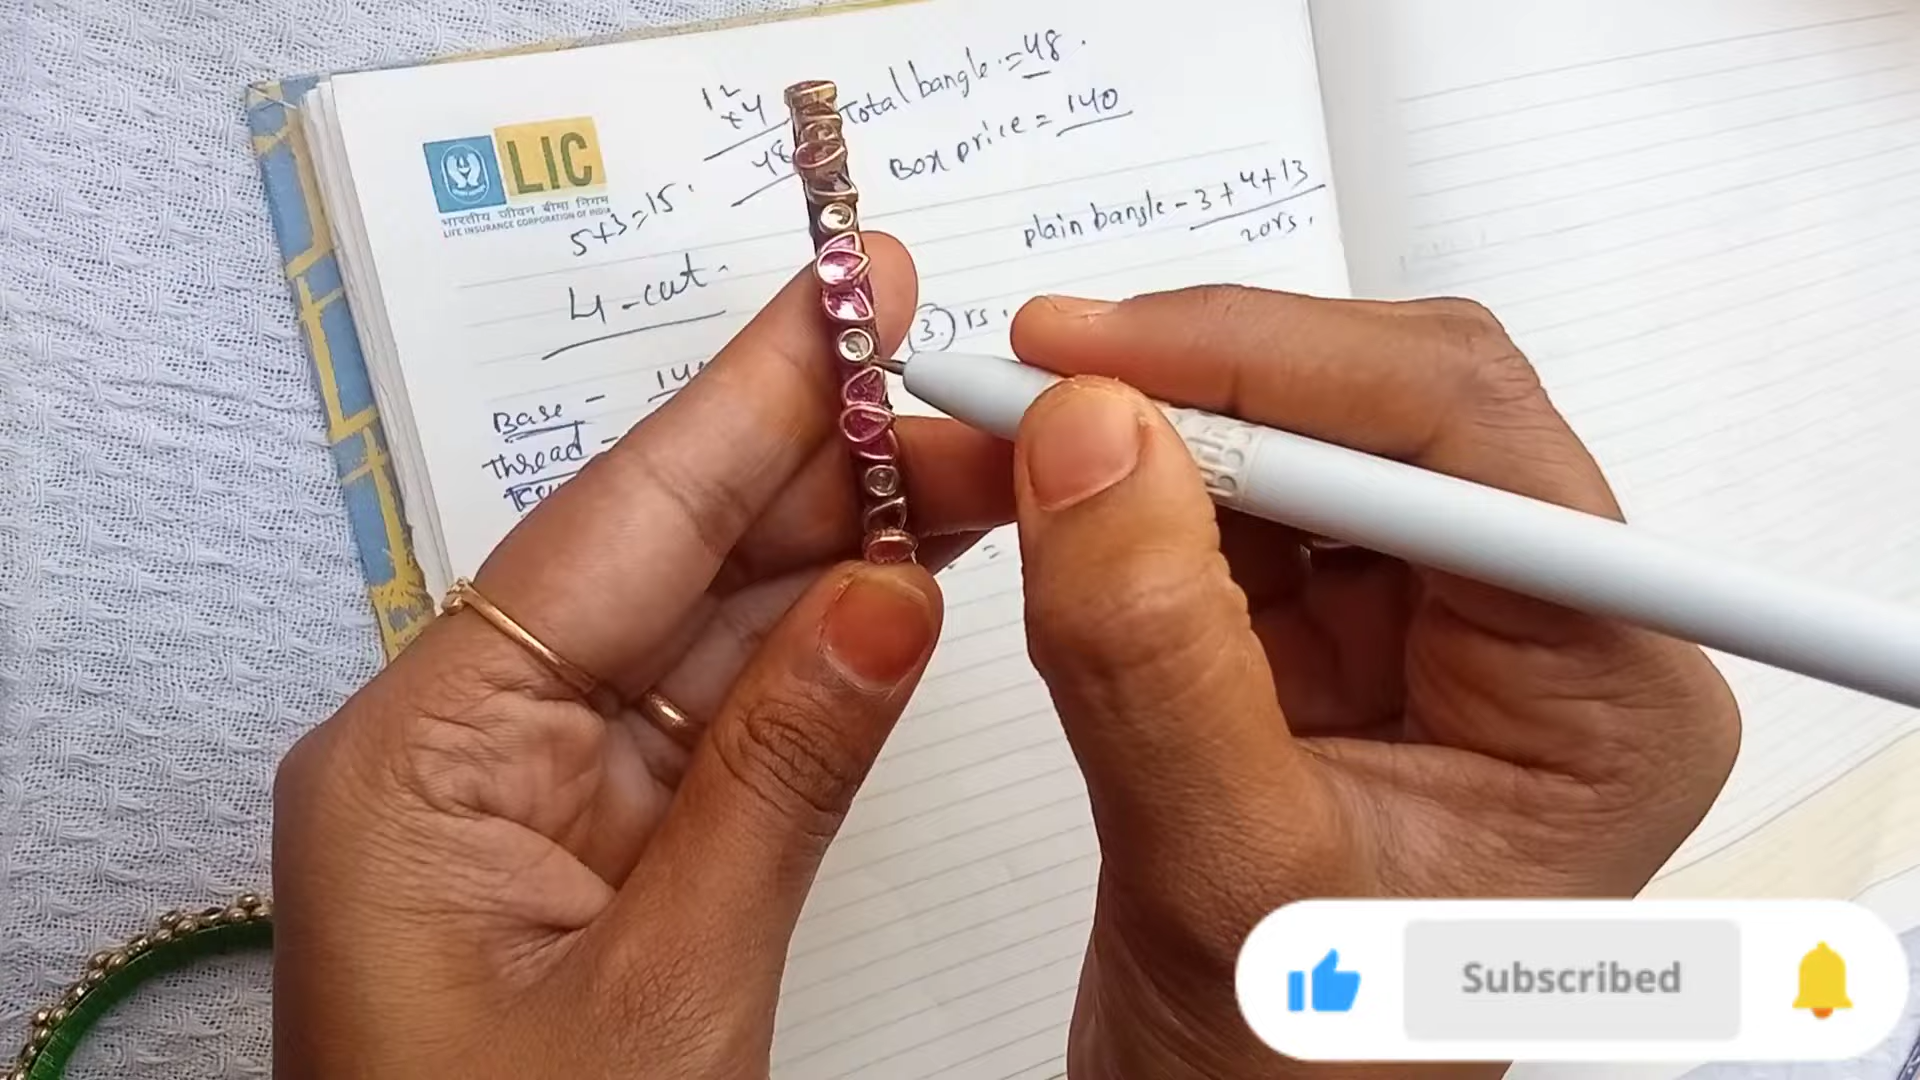 12
×4
48
Total bangle.=48.
Box price = 140
plain bangle - 3+4+13
20rs.
LIC
भारतीय जीवन बीमा निगम
LIFE INSURANCE CORPORATION OF INDIA
5+3=15.
4-cut
3. rs.
Base -
Thread -
=
Subscribed